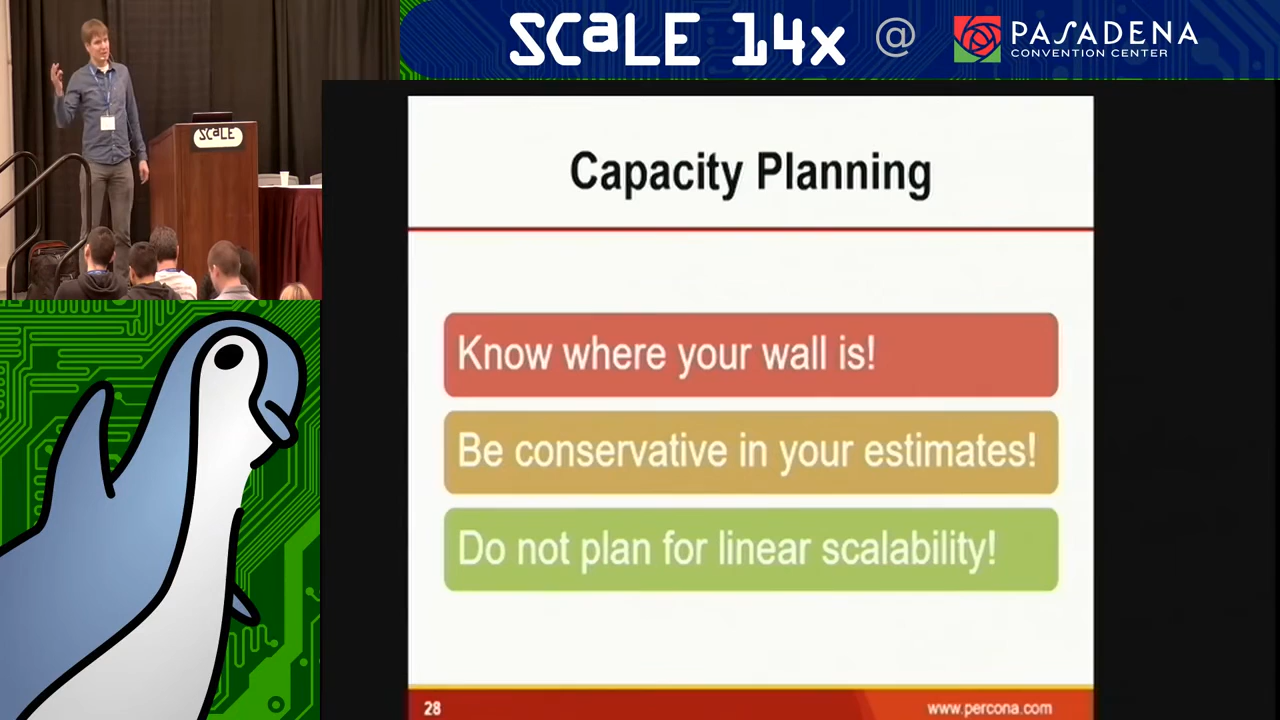 SCaLE 14x @ PASADENA
CONVENTION CENTER
SCaLE
Capacity Planning
Know where your wall is!
Be conservative in your estimates!
Do not plan for linear scalability!
28
www.percona.com